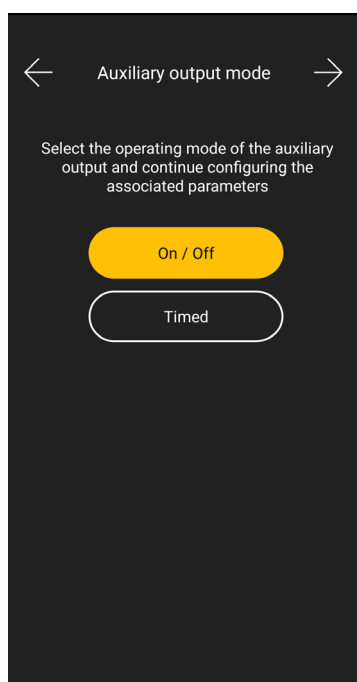 Auxiliary output mode
Select the operating mode of the auxiliary
output and continue configuring the
associated parameters
On / Off
Timed